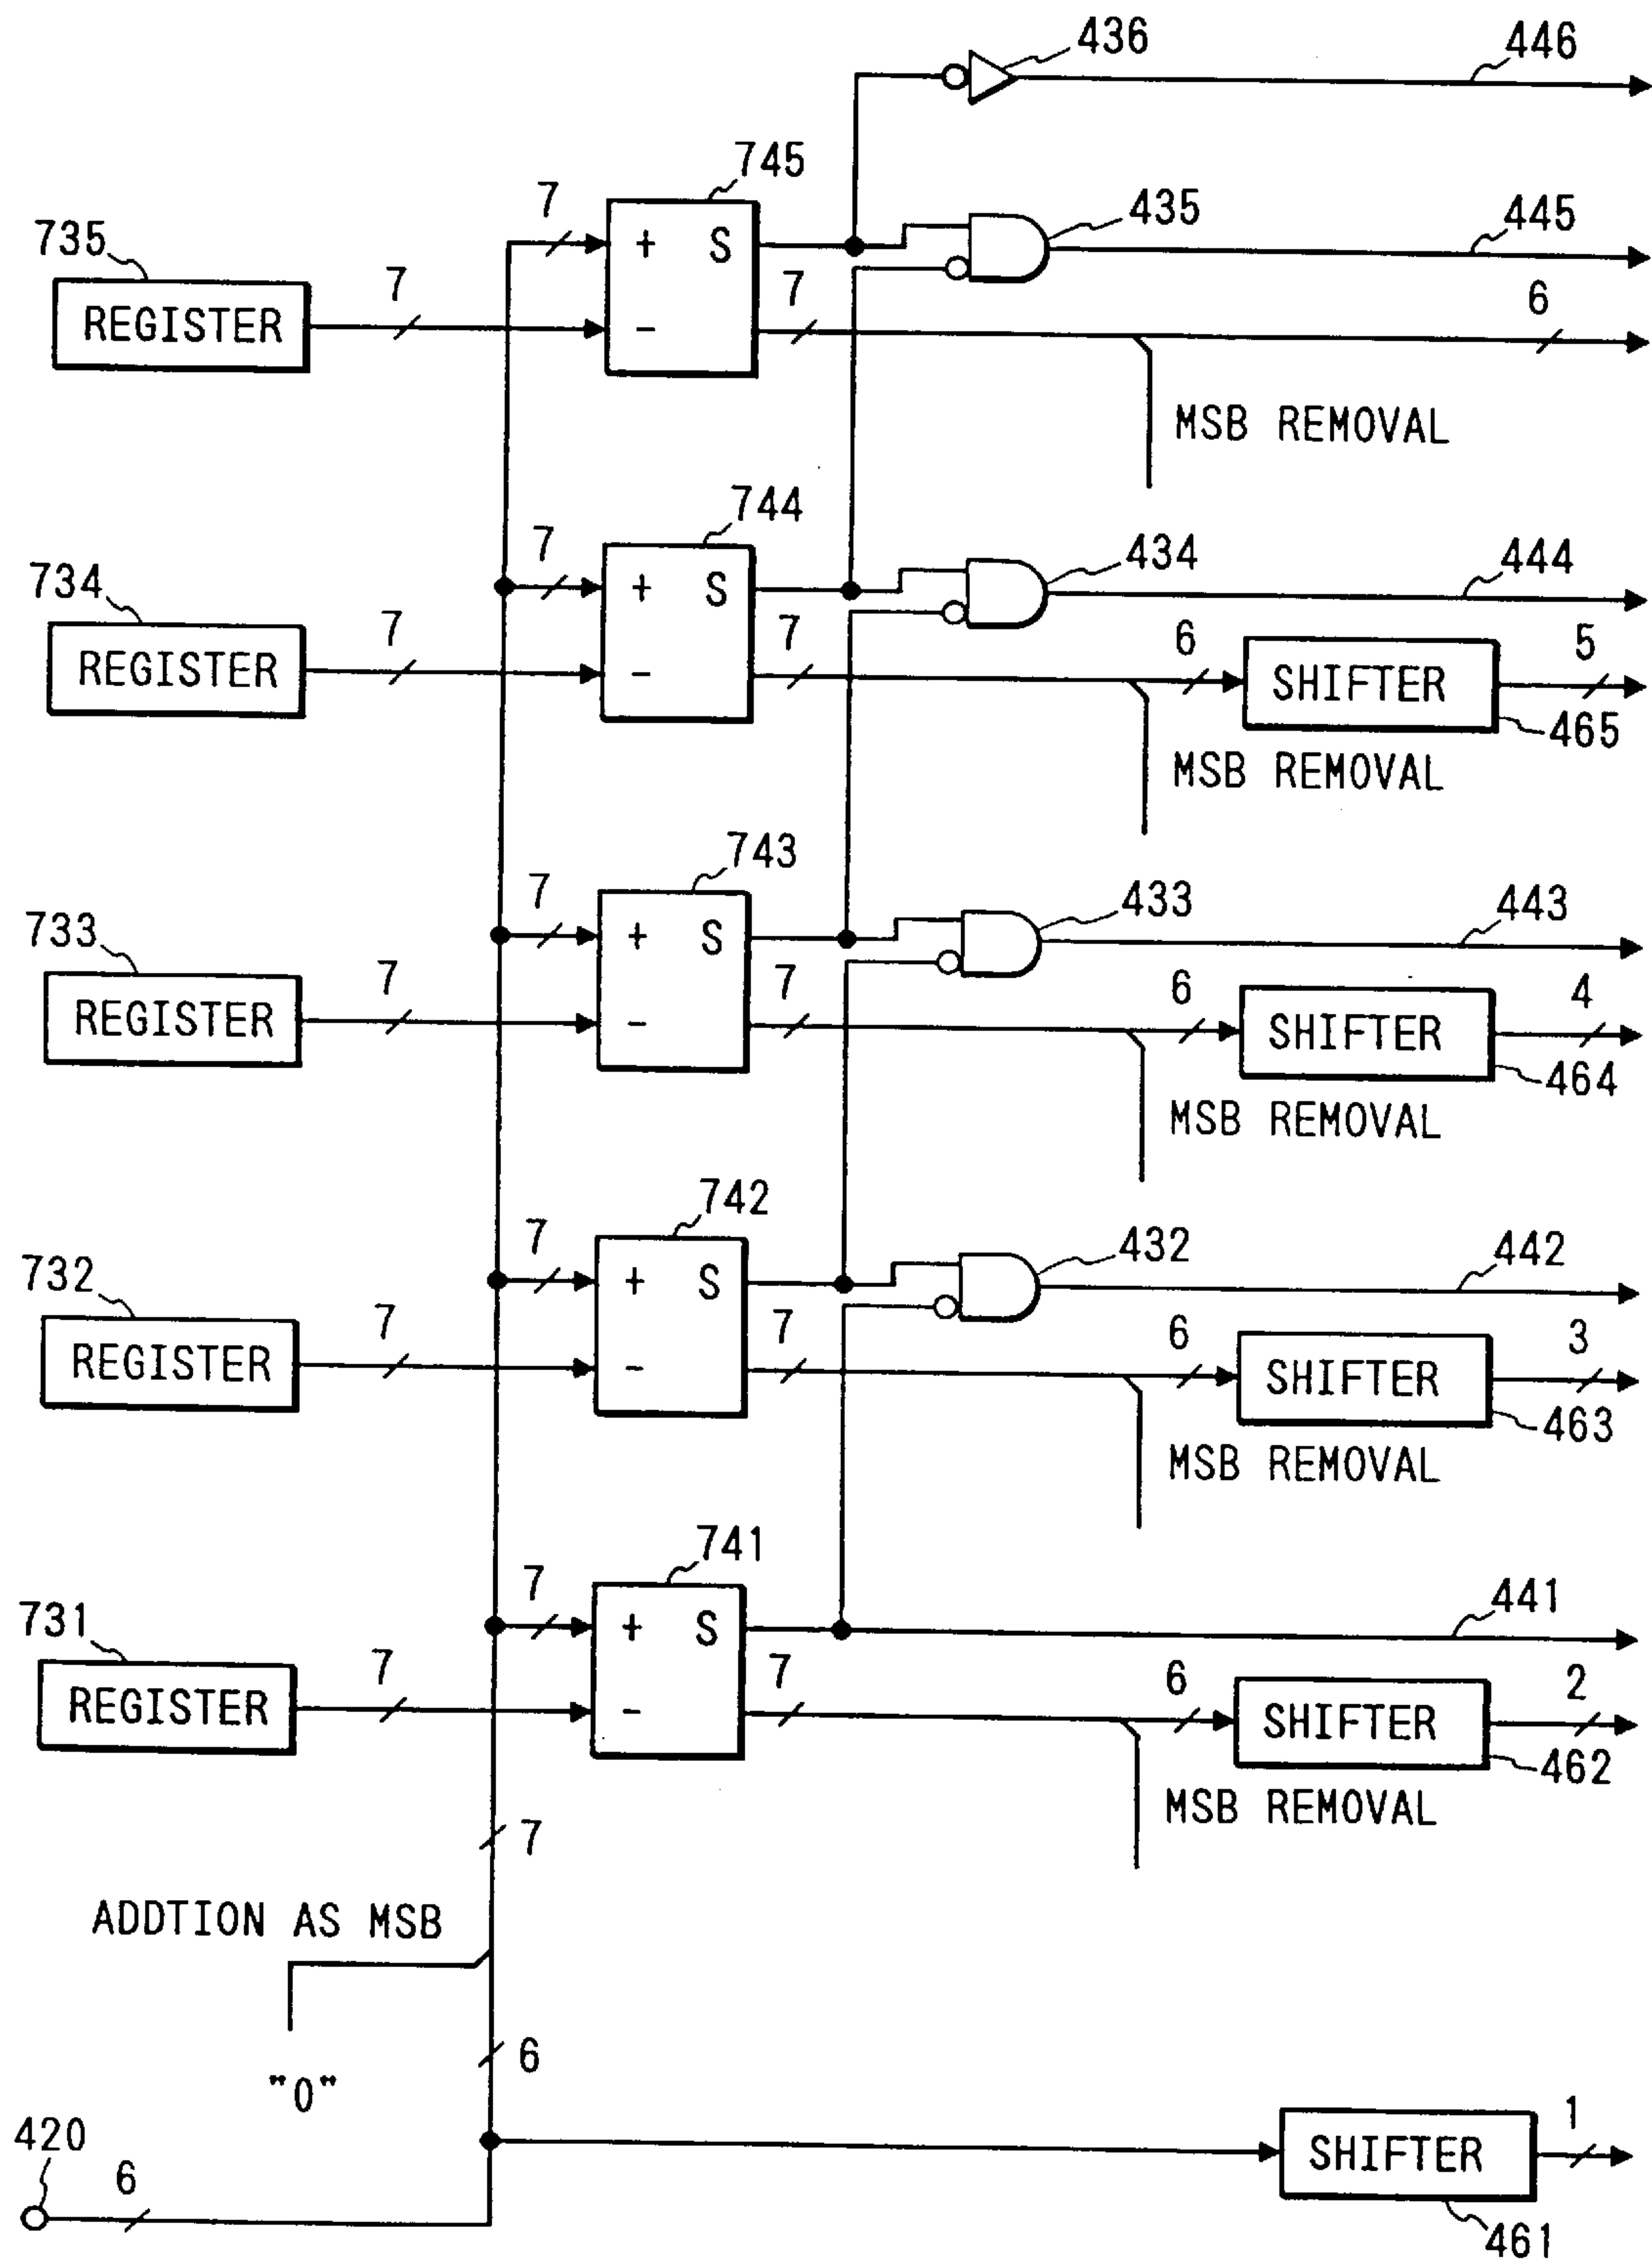 436
446
745
7
435
445
735
+ S
7
7
6
REGISTER
-
MSB REMOVAL
744
7
434
444
734
+ S
7
7
6
5
REGISTER
-
SHIFTER
465
MSB REMOVAL
743
7
433
443
733
+ S
7
7
6
4
REGISTER
-
SHIFTER
464
MSB REMOVAL
742
7
432
442
732
+ S
7
7
6
3
REGISTER
-
SHIFTER
463
MSB REMOVAL
741
7
441
731
+ S
7
7
6
2
REGISTER
-
SHIFTER
462
MSB REMOVAL
7
ADDTION AS MSB
6
"0"
420
6
1
SHIFTER
461